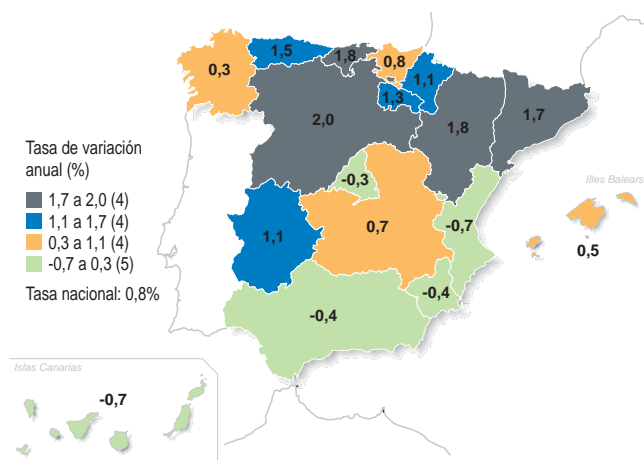 1,5
1,8
0,8
0,3
1,1
1,3
2,0
1,8
1,7
Tasa de variación
anual (%)
1,7 a 2,0 (4)
1,1 a 1,7 (4)
0,3 a 1,1 (4)
-0,7 a 0,3 (5)
Tasa nacional: 0,8%
-0,3
Illes Balears
0,7
-0,7
1,1
0,5
-0,4
-0,4
Islas Canarias
-0,7